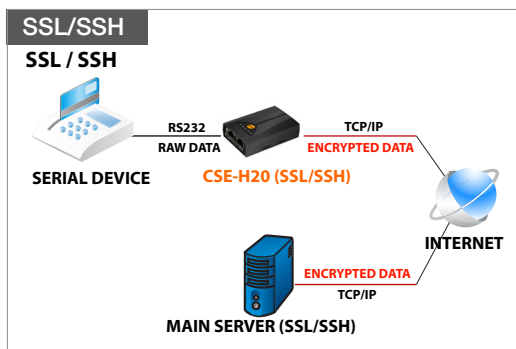 SSL/SSH
SSL / SSH
RS232
RAW DATA
TCP/IP
ENCRYPTED DATA
SERIAL DEVICE
CSE-H20 (SSL/SSH)
INTERNET
ENCRYPTED DATA
TCP/IP
MAIN SERVER (SSL/SSH)